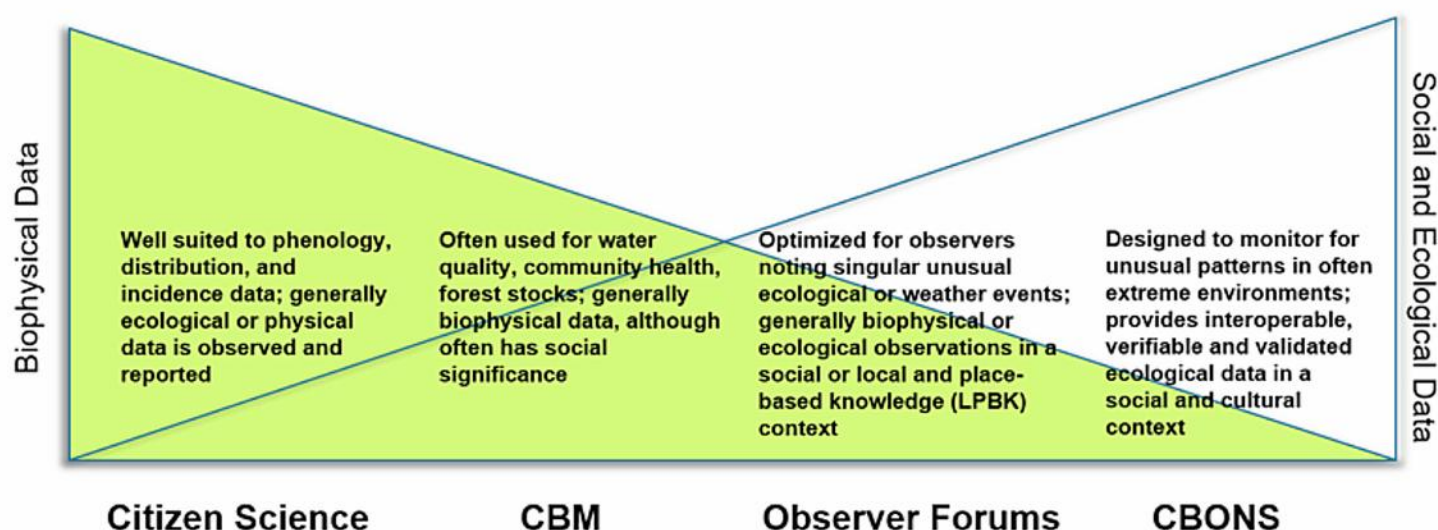 Biophysical Data
Well suited to phenology,
distribution, and
incidence data; generally
ecological or physical
data is observed and
reported
Often used for water
quality, community health,
forest stocks; generally
biophysical data, although
often has social
significance
Optimized for observers
noting singular unusual
ecological or weather events;
generally biophysical or
ecological observations in a
social or local and place-
based knowledge (LPBK)
context
Designed to monitor for
unusual patterns in often
extreme environments;
provides interoperable,
verifiable and validated
ecological data in a
social and cultural
context
Social and Ecological Data
Citizen Science
CBM
Observer Forums
CBONS